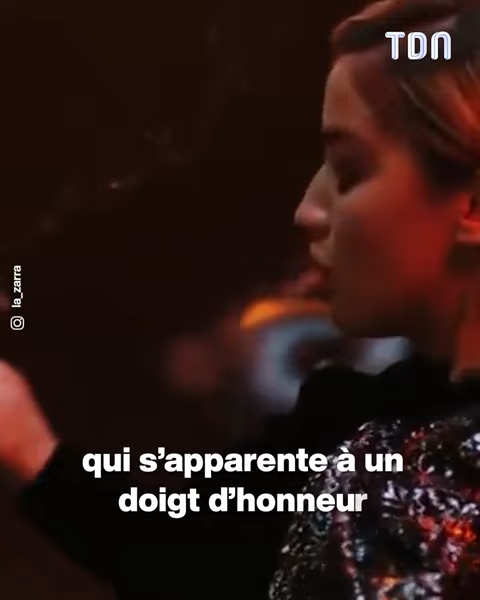 TDN
la_zarra
qui s’apparente à un
doigt d’honneur